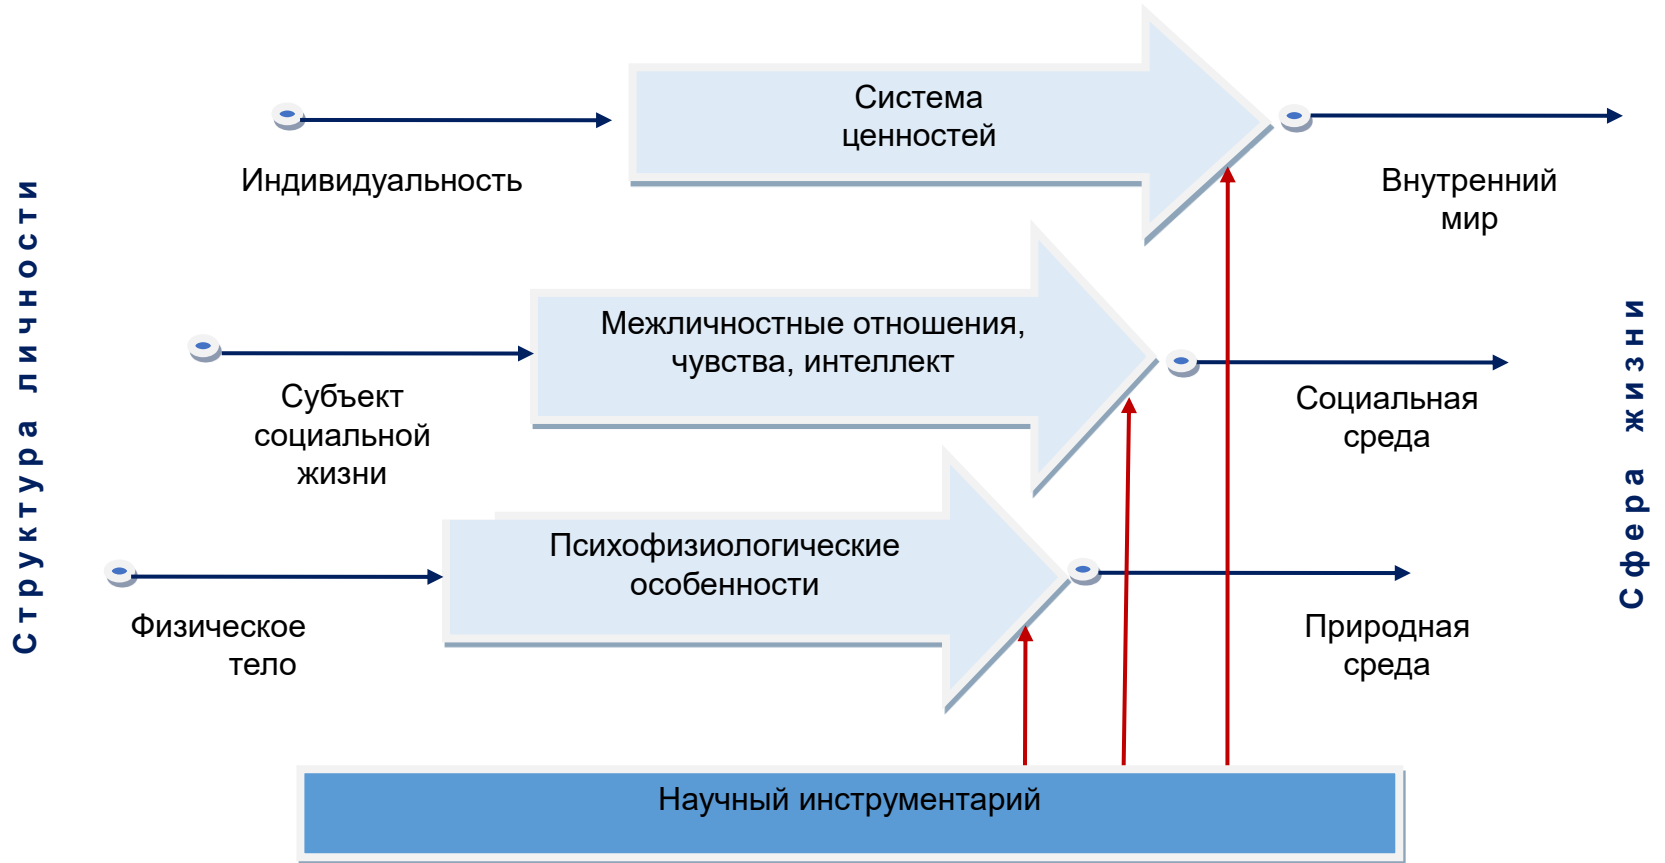 Структура личности
Система
ценностей
Индивидуальность
Внутренний
мир
Межличностные отношения,
чувства, интеллект
Субъект
социальной
жизни
Социальная
среда
Психофизиологические
особенности
Физическое
тело
Природная
среда
Научный инструментарий
Сфера жизни